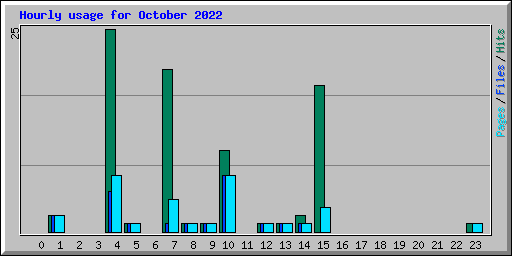 Hourly usage for October 2022
25
Pages/Files/Hits
0 1 2 3 4 5 6 7 8 9 10 11 12 13 14 15 16 17 18 19 20 21 22 23